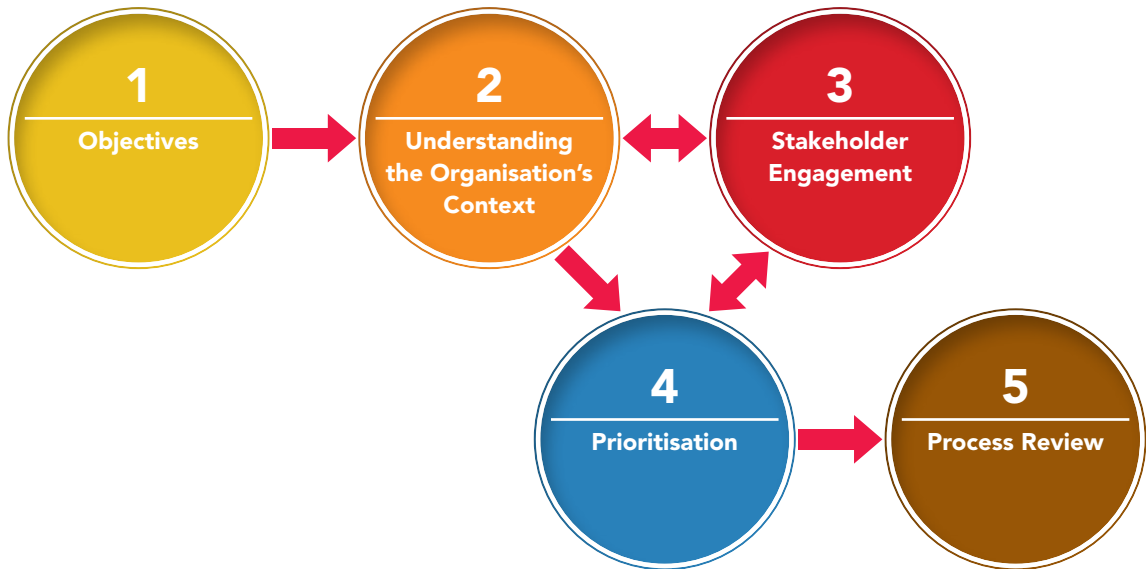 1
Objectives
2
Understanding
the Organisation's
Context
3
Stakeholder
Engagement
4
Prioritisation
5
Process Review